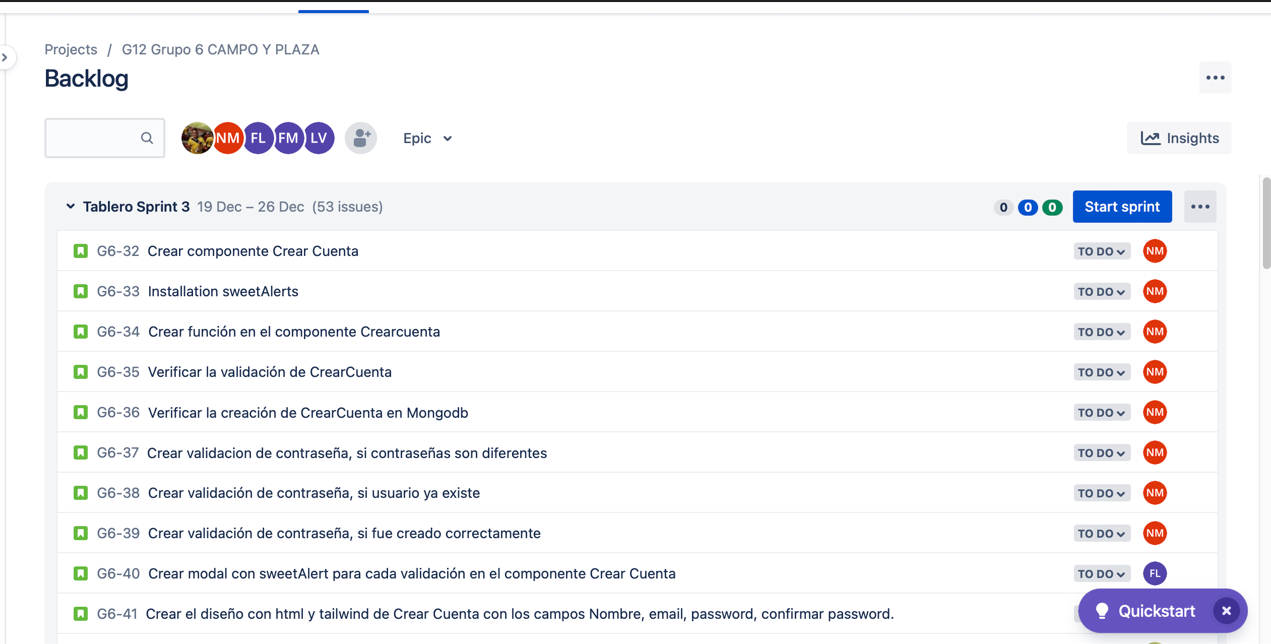 Projects / G12 Grupo 6 CAMPO Y PLAZA
Backlog
NM FL FM LV Epic Insights
Tablero Sprint 3 19 Dec – 26 Dec (53 issues) 0 0 0 Start sprint
G6-32 Crear componente Crear Cuenta TO DO NM
G6-33 Installation sweetAlerts TO DO NM
G6-34 Crear función en el componente Crearcuenta TO DO NM
G6-35 Verificar la validación de CrearCuenta TO DO NM
G6-36 Verificar la creación de CrearCuenta en Mongodb TO DO NM
G6-37 Crear validacion de contraseña, si contraseñas son diferentes TO DO NM
G6-38 Crear validación de contraseña, si usuario ya existe TO DO NM
G6-39 Crear validación de contraseña, si fue creado correctamente TO DO NM
G6-40 Crear modal con sweetAlert para cada validación en el componente Crear Cuenta TO DO FL
G6-41 Crear el diseño con html y tailwind de Crear Cuenta con los campos Nombre, email, password, confirmar password.
Quickstart